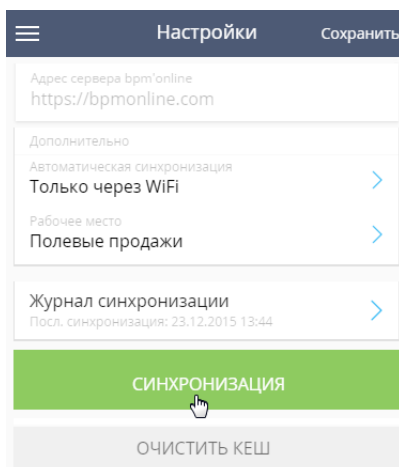 Настройки Сохранить
Адрес сервера bpm'online
https://bpmonline.com
Дополнительно
Автоматическая синхронизация
Только через WiFi
Рабочее место
Полевые продажи
Журнал синхронизации
Посл. синхронизация: 23.12.2015 13:44
СИНХРОНИЗАЦИЯ
ОЧИСТИТЬ КЕШ